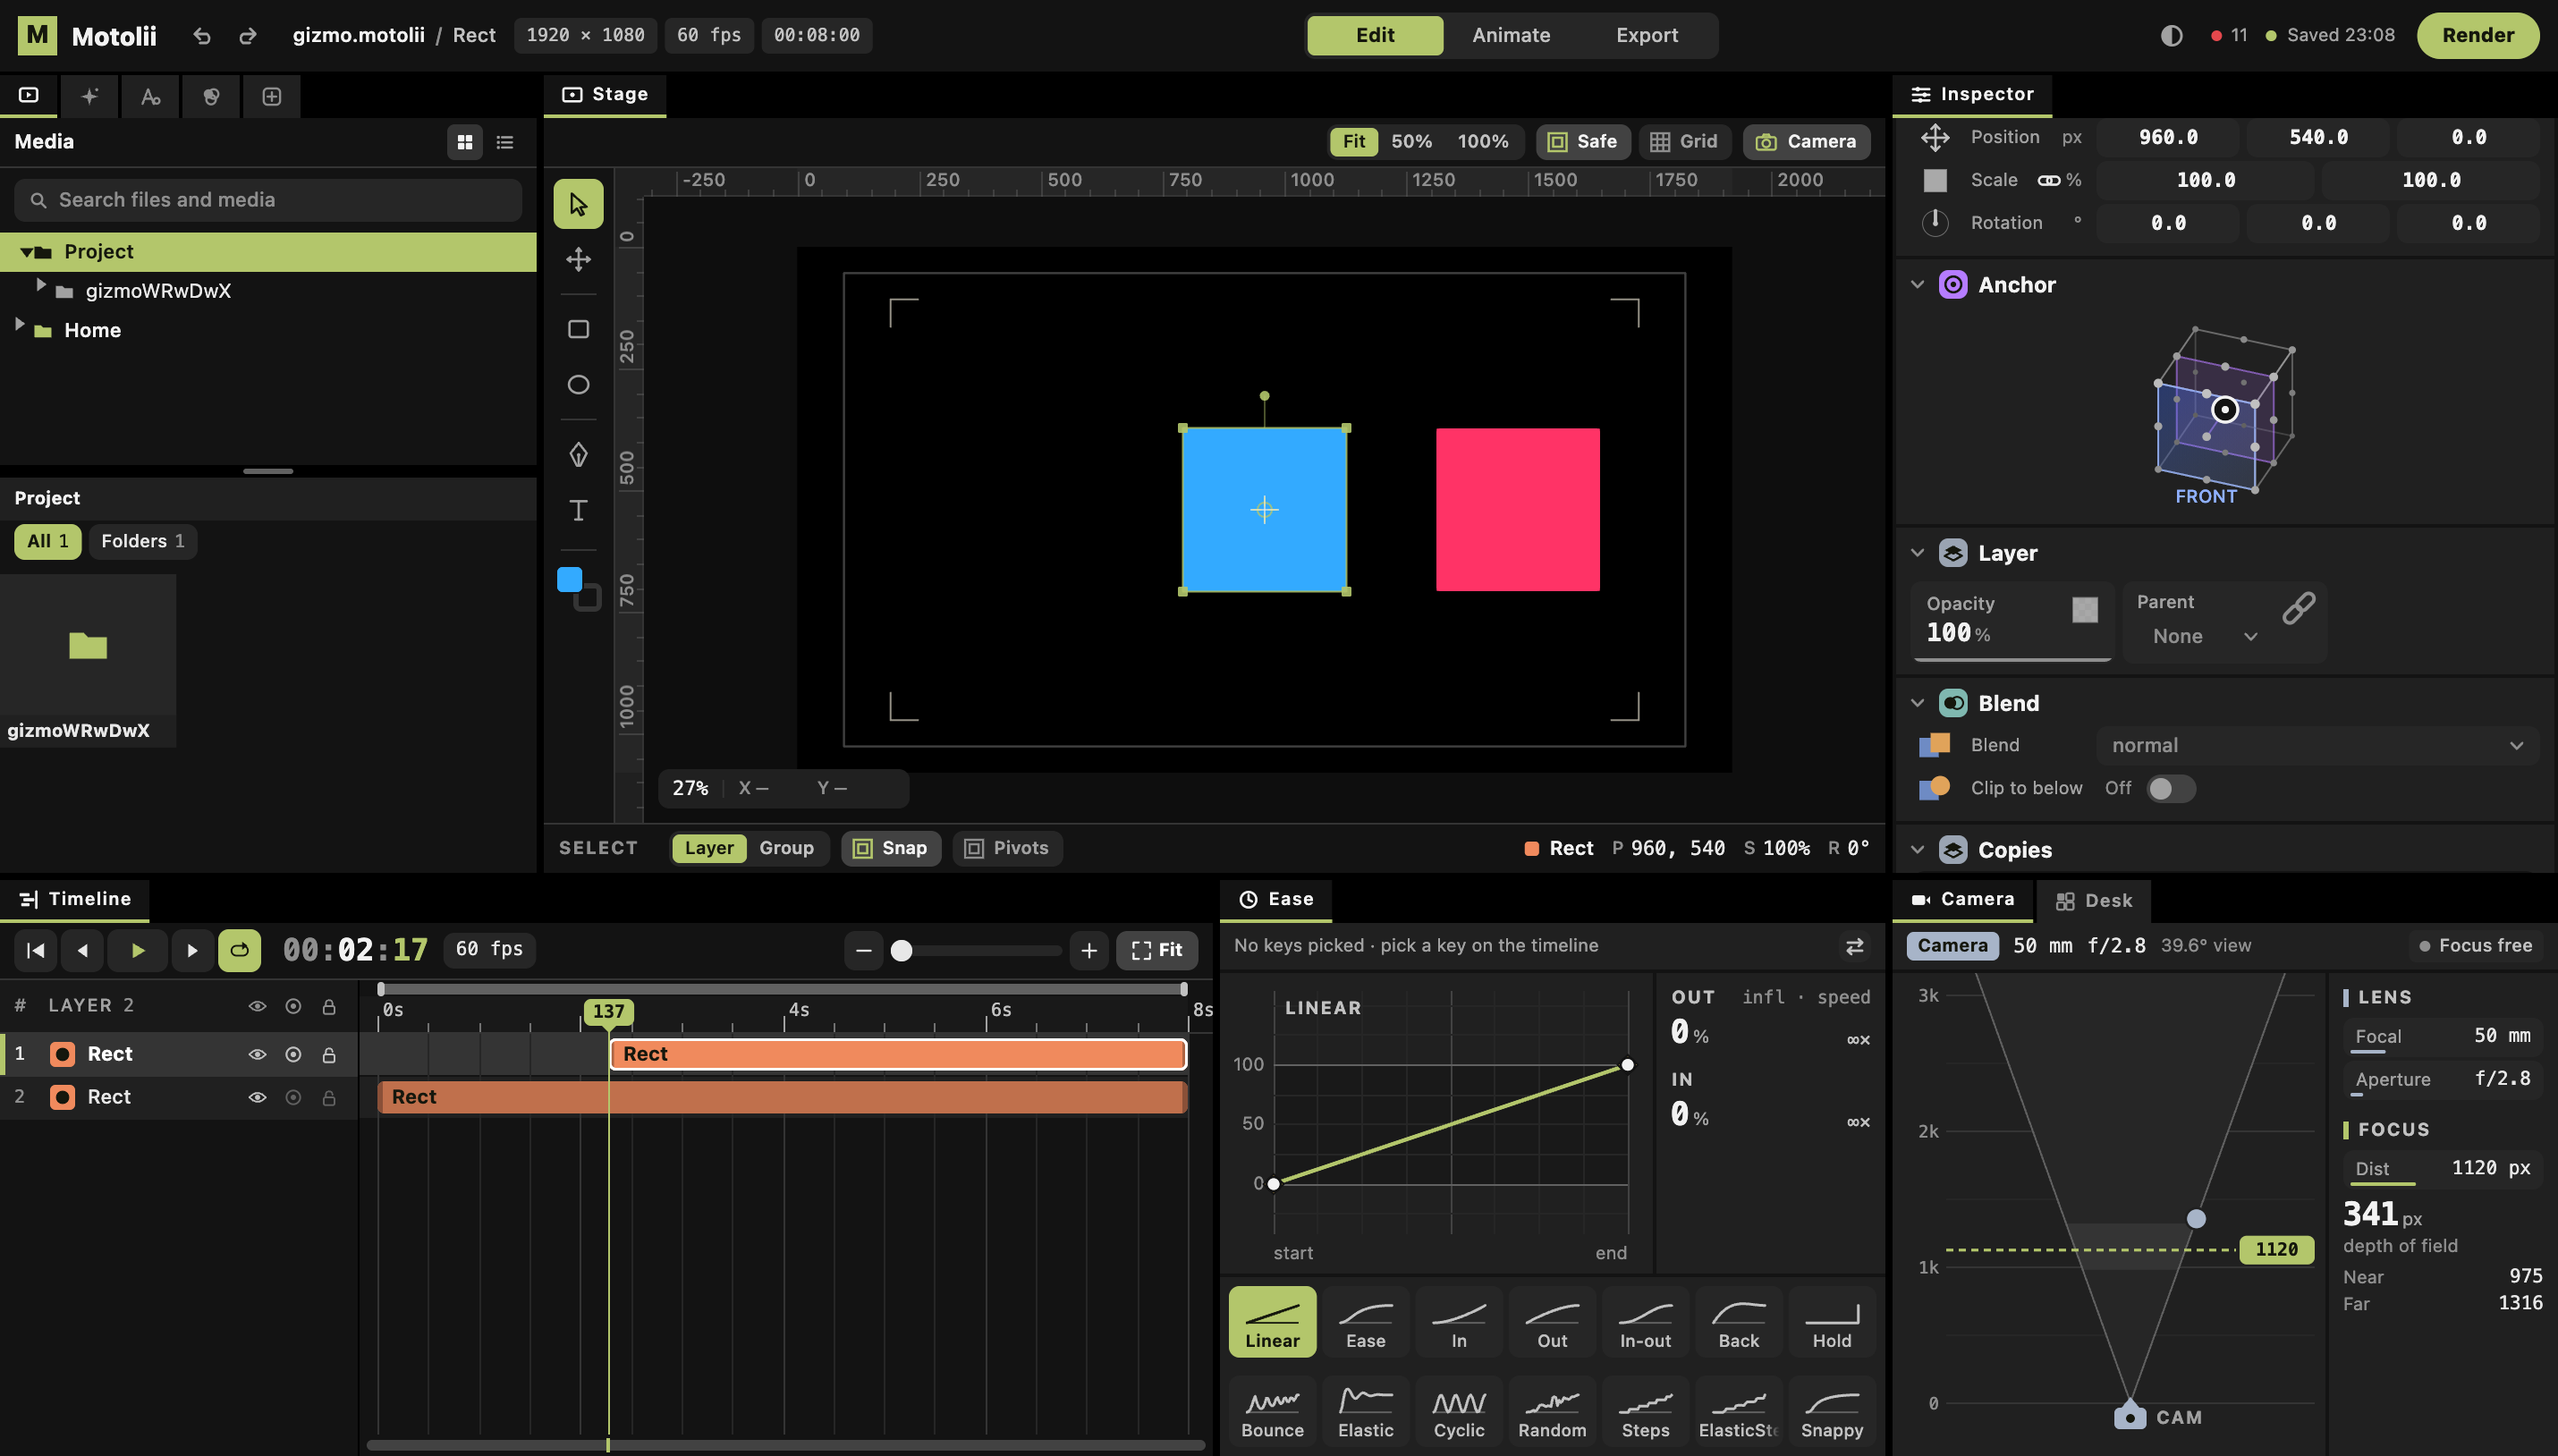 M Motolii gizmo.motolii / Rect 1920 × 1080 60 fps 00:08:00 Edit Animate Export 11 Saved 23:08 Render
Media
Search files and media
Project
gizmoWRwDwX
Home
Project
All 1 Folders 1
gizmoWRwDwX
Stage
Fit 50% 100% Safe Grid Camera
-250 0 250 500 750 1000 1250 1500 1750 2000
0
250
500
750
1000
T
27% X — Y —
SELECT Layer Group Snap Pivots Rect P 960, 540 S 100% R 0°
Inspector
Position px 960.0 540.0 0.0
Scale % 100.0 100.0
Rotation ° 0.0 0.0 0.0
Anchor
FRONT
Layer
Opacity
100 %
Parent
None
Blend
Blend normal
Clip to below Off
Copies
Timeline
00:02:17 60 fps Fit
# LAYER 2
0s 137 4s 6s 8s
1 Rect Rect
2 Rect Rect
Ease
No keys picked · pick a key on the timeline
LINEAR
100
50
0
start end
OUT infl · speed
0 % ∞×
IN
0 % ∞×
Linear Ease In Out In-out Back Hold
Bounce Elastic Cyclic Random Steps ElasticSte Snappy
Camera Desk
Camera 50 mm f/2.8 39.6° view Focus free
3k
2k
1k
0
1120
CAM
LENS
Focal 50 mm
Aperture f/2.8
FOCUS
Dist 1120 px
341 px
depth of field
Near 975
Far 1316